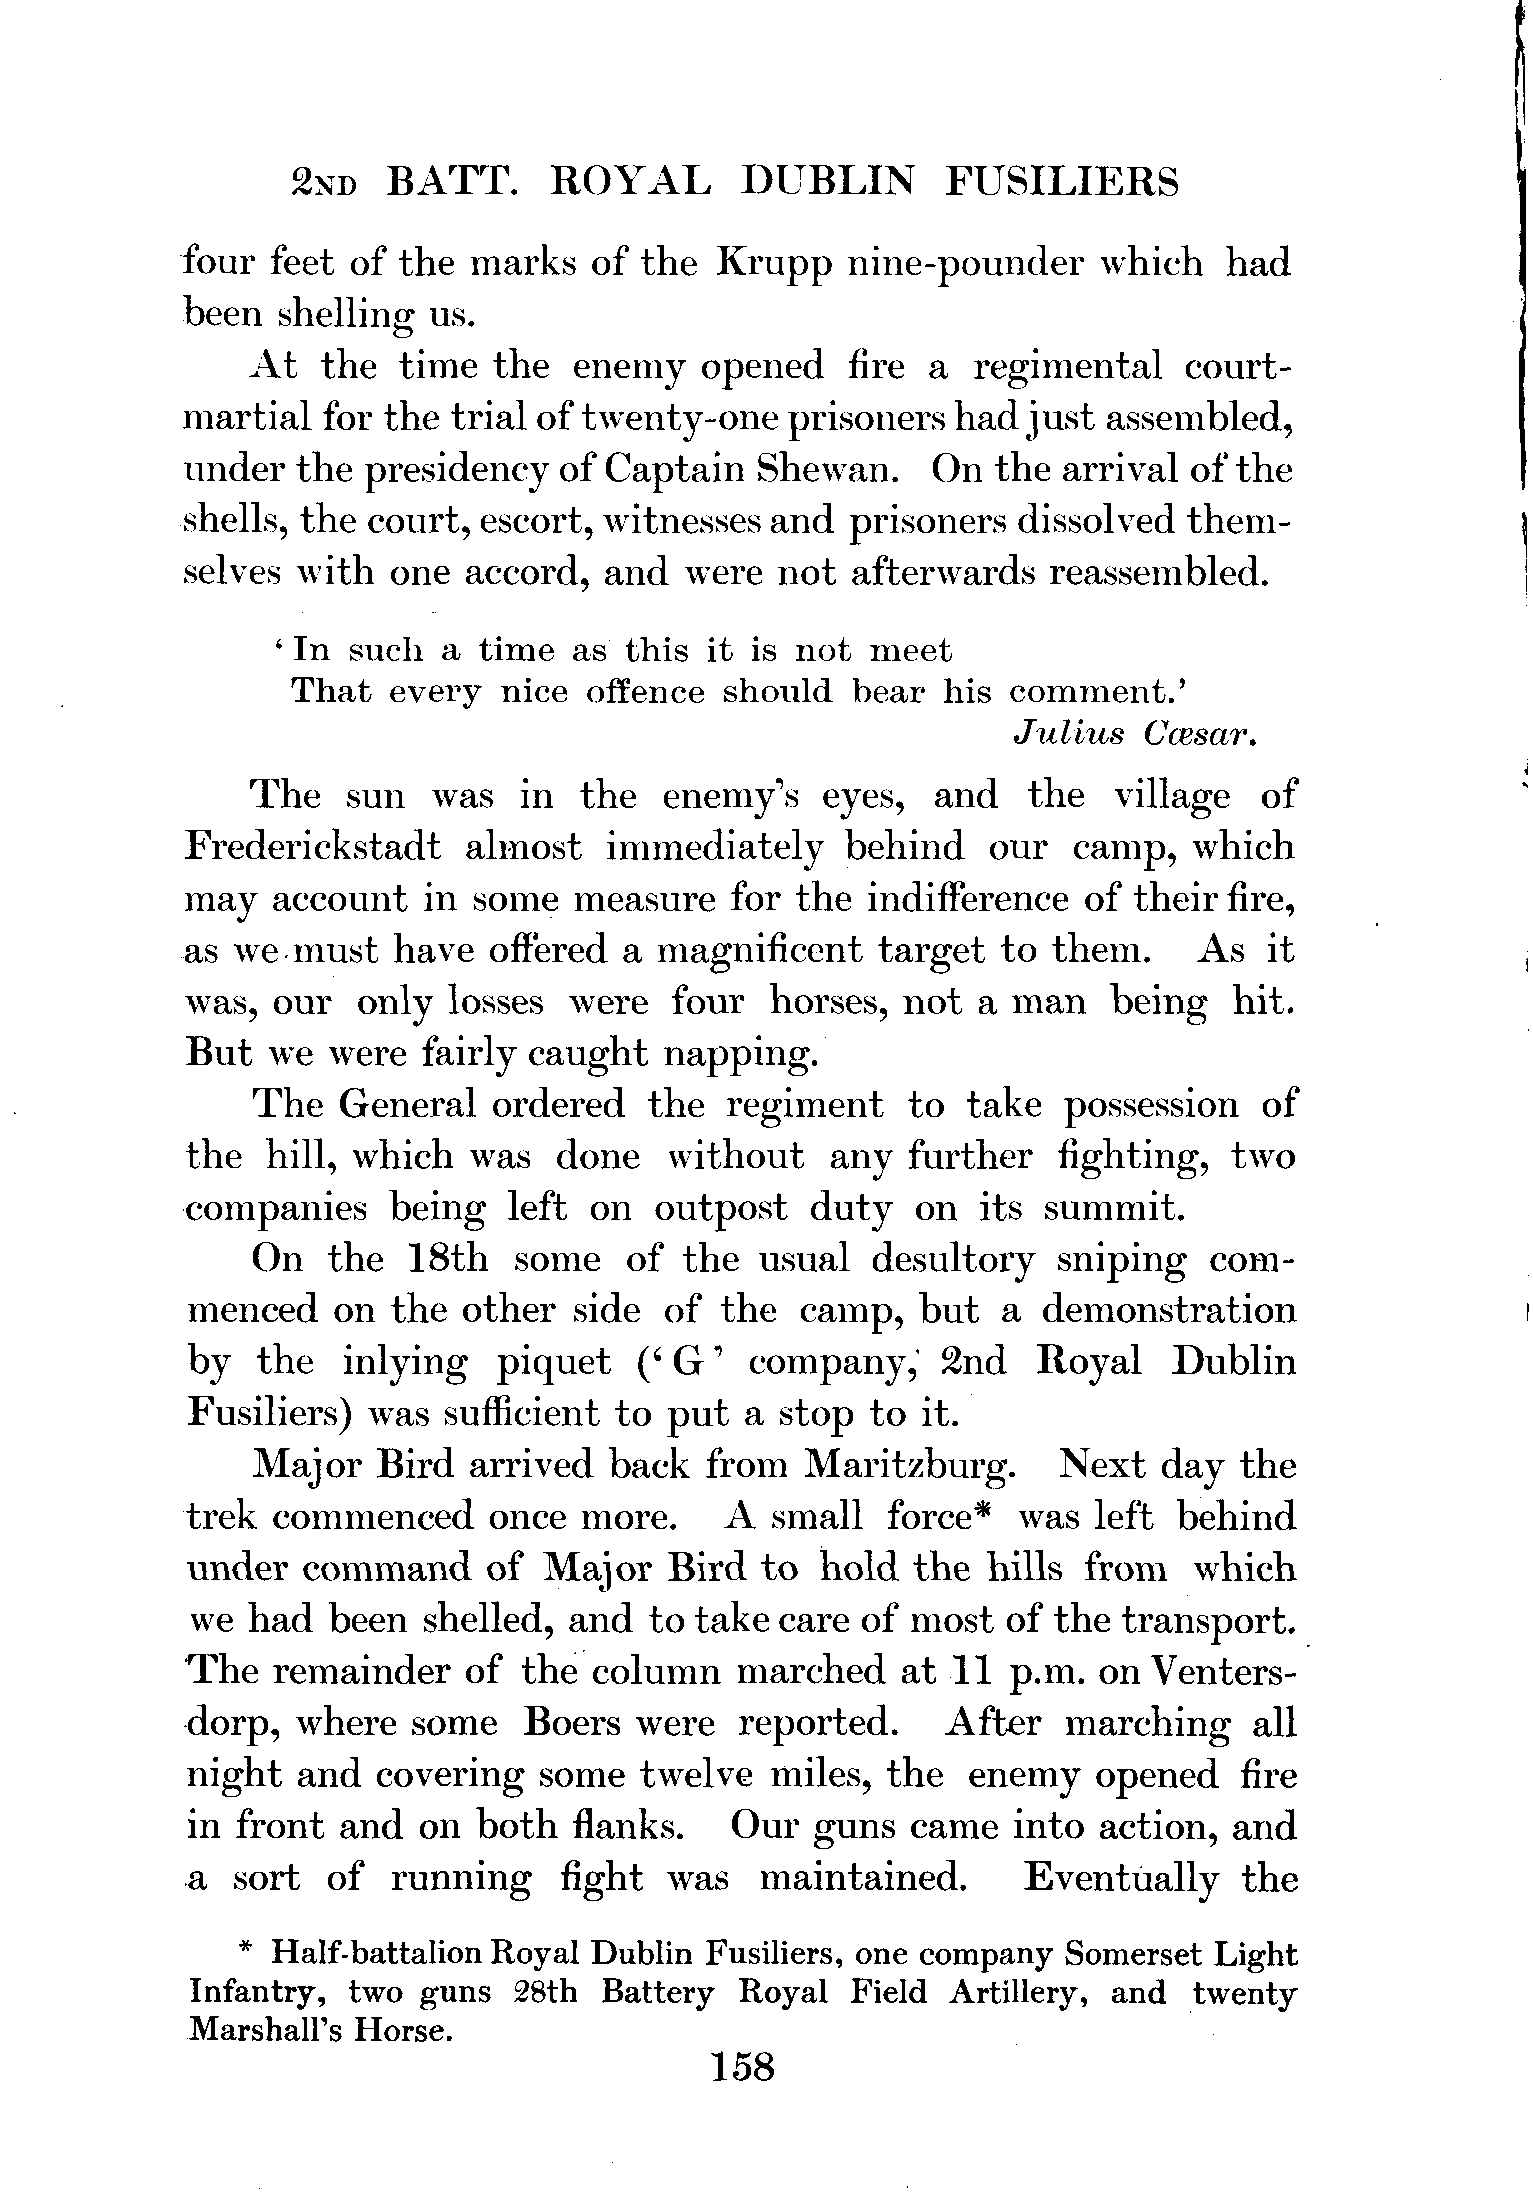 2ND BATT. ROYAL DUBLIN FUSILIERS
four feet of the marks of the Krupp nine-pounder which had
been shelling us.
At the time the enemy opened fire a regimental court-
martial for the trial of twenty-one prisoners had just assembled,
under the presidency of Captain Shewan. On the arrival of the
shells, the court, escort, witnesses and prisoners dissolved them-
selves with one accord, and were not afterwards reassembled.
‘In such a time as this it is not meet
That every nice offence should bear his comment.’
Julius Cæsar.
The sun was in the enemy's eyes, and the village of
Frederickstadt almost immediately behind our camp, which
may account in some measure for the indifference of their fire,
as we must have offered a magnificent target to them. As it
was, our only losses were four horses, not a man being hit.
But we were fairly caught napping.
The General ordered the regiment to take possession of
the hill, which was done without any further fighting, two
companies being left on outpost duty on its summit.
On the 18th some of the usual desultory sniping com-
menced on the other side of the camp, but a demonstration
by the inlying piquet (‘G’ company, 2nd Royal Dublin
Fusiliers) was sufficient to put a stop to it.
Major Bird arrived back from Maritzburg. Next day the
trek commenced once more. A small force* was left behind
under command of Major Bird to hold the hills from which
we had been shelled, and to take care of most of the transport.
The remainder of the column marched at 11 p.m. on Venters-
dorp, where some Boers were reported. After marching all
night and covering some twelve miles, the enemy opened fire
in front and on both flanks. Our guns came into action, and
a sort of running fight was maintained. Eventually the
* Half-battalion Royal Dublin Fusiliers, one company Somerset Light
Infantry, two guns 28th Battery Royal Field Artillery, and twenty
Marshall's Horse.
158